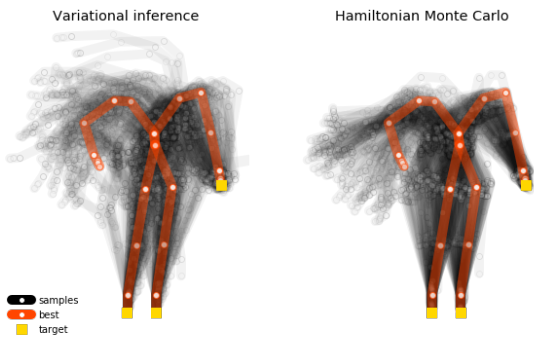 Variational inference
Hamiltonian Monte Carlo
samples
best
target